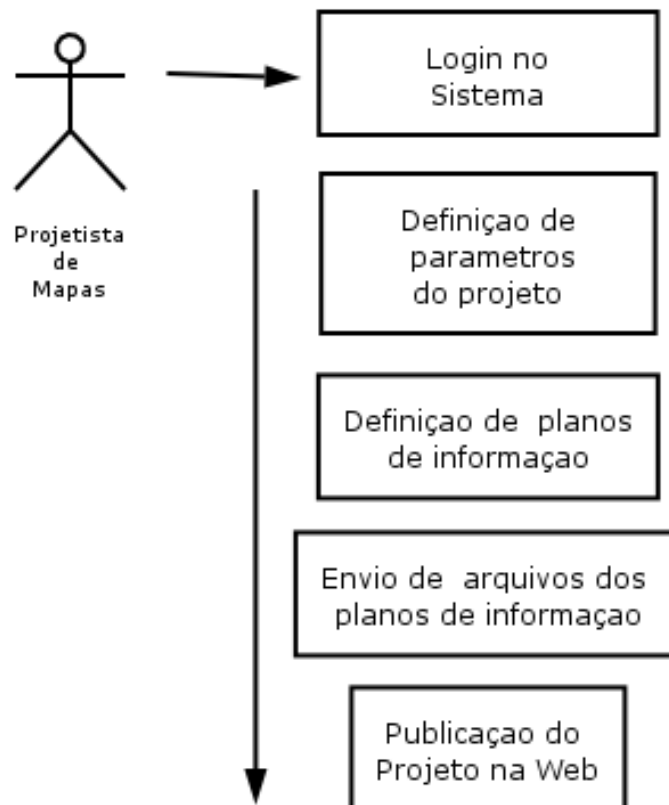 Projetista
de
Mapas
Login no
Sistema
Definiçao de
parametros
do projeto
Definiçao de planos
de informaçao
Envio de arquivos dos
planos de informaçao
Publicaçao do
Projeto na Web